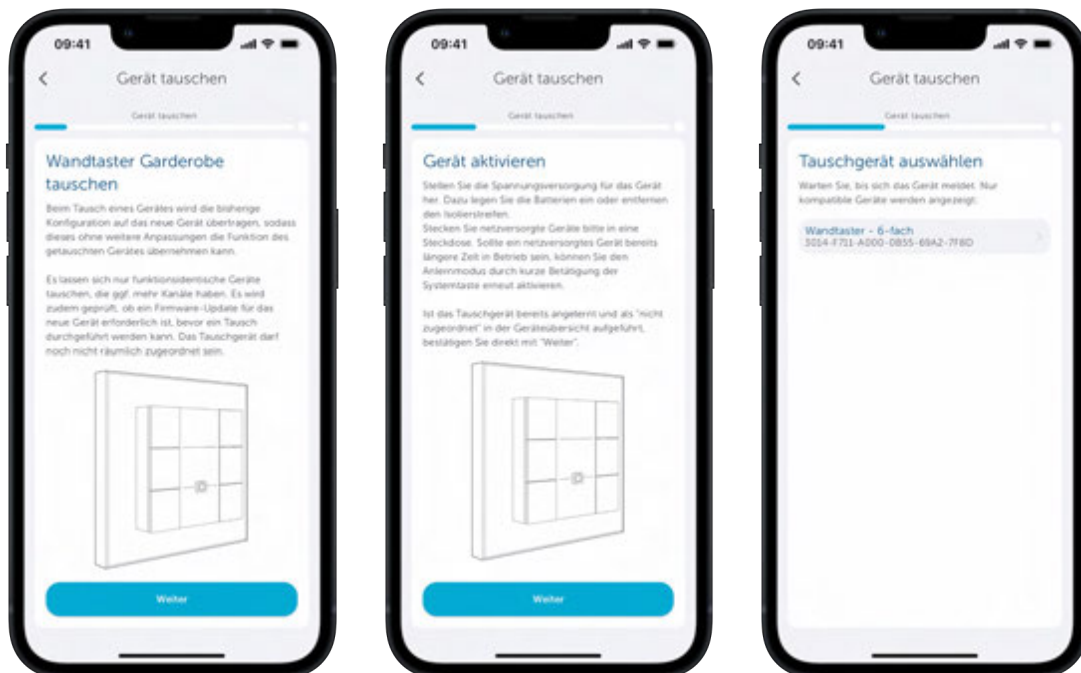 09:41
Gerät tauschen
Gerät tauschen
Wandtaster Garderobe
tauschen
Beim Tausch eines Gerätes wird die bisherige
Konfiguration auf das neue Gerät übertragen, sodass
dieses ohne weitere Anpassungen die Funktion des
getauschten Gerätes übernehmen kann.
Es lassen sich nur funktionsidentische Geräte
tauschen, die ggf. mehr Kanäle haben. Es wird
zudem geprüft, ob ein Firmware-Update für das
neue Gerät erforderlich ist, bevor ein Tausch
durchgeführt werden kann. Das Tauschgerät darf
noch nicht räumlich zugeordnet sein.
Weiter
09:41
Gerät tauschen
Gerät tauschen
Gerät aktivieren
Stellen Sie die Spannungsversorgung für das Gerät
her. Dazu legen Sie die Batterien ein oder entfernen
den Isolierstreifen.
Stecken Sie netzversorgte Geräte bitte in eine
Steckdose. Sollte ein netzversorgtes Gerät bereits
längere Zeit in Betrieb sein, können Sie den
Anlernmodus durch kurze Betätigung der
Systemtaste erneut aktivieren.
Ist das Tauschgerät bereits angelernt und als "nicht
zugeordnet" in der Geräteübersicht aufgeführt,
bestätigen Sie direkt mit "Weiter".
Weiter
09:41
Gerät tauschen
Gerät tauschen
Tauschgerät auswählen
Warten Sie, bis sich das Gerät meldet. Nur
kompatible Geräte werden angezeigt:
Wandtaster - 6-fach
3014-F711-A000-0B55-69A2-7FBD